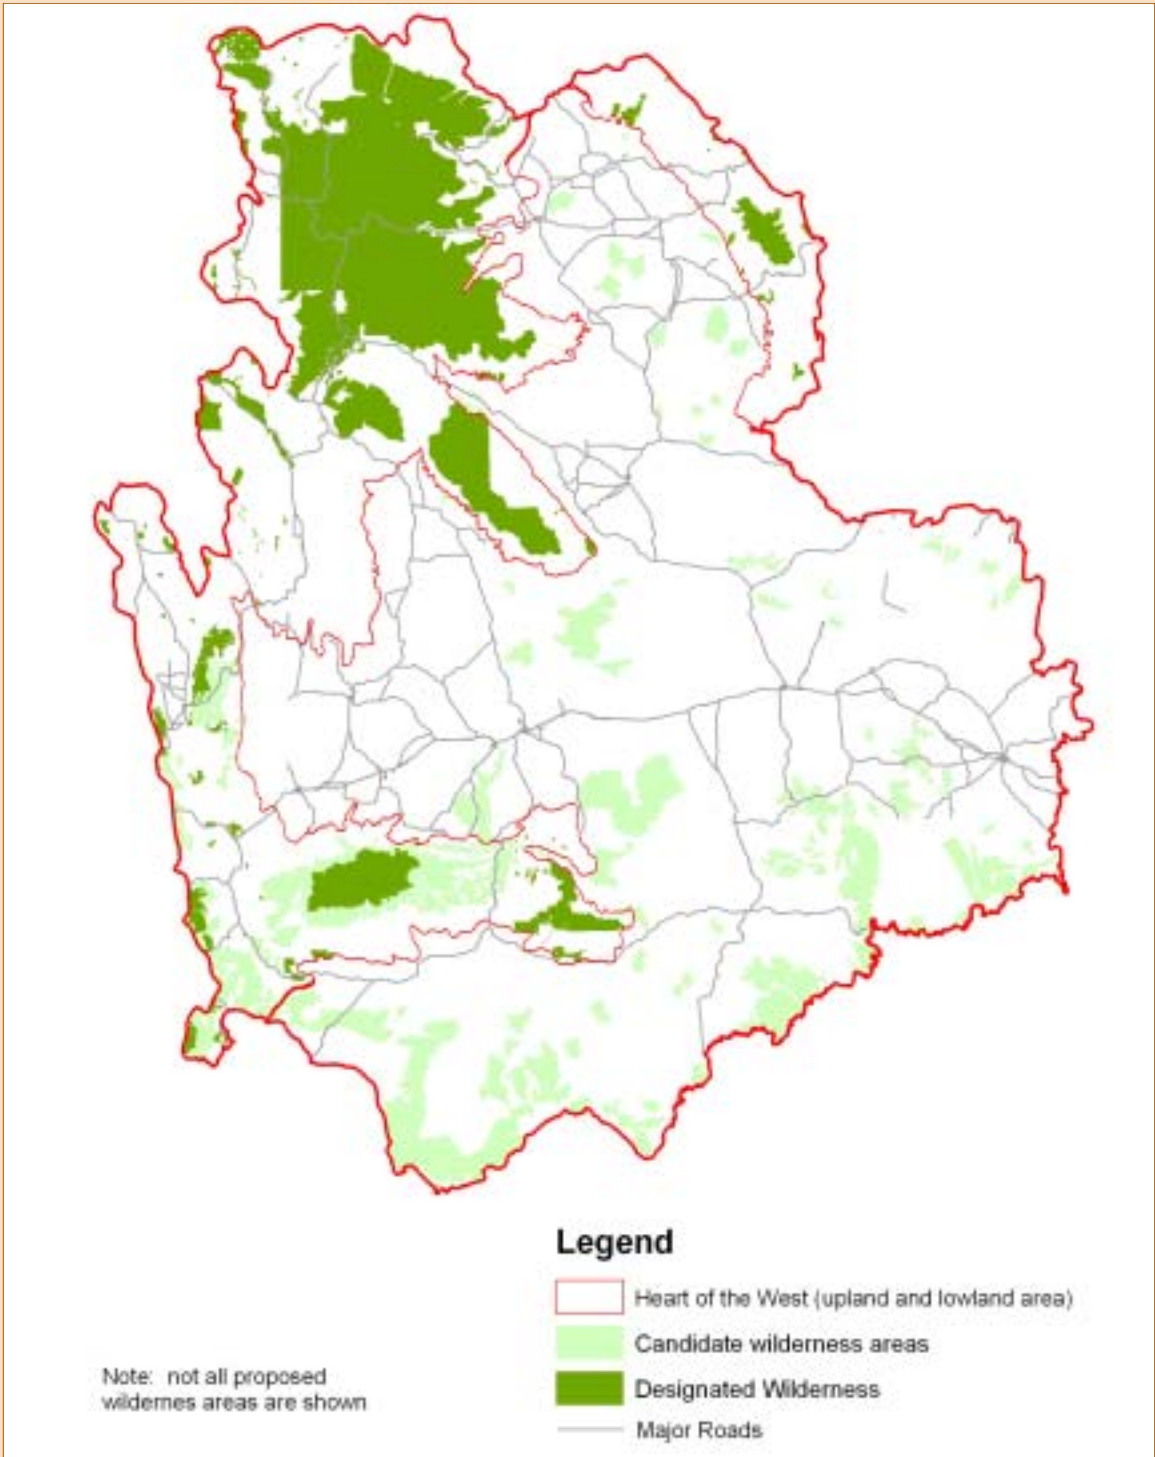 Legend
Heart of the West (upland and lowland area)
Candidate wilderness areas
Designated Wilderness
Major Roads
Note: not all proposed
wildernes areas are shown